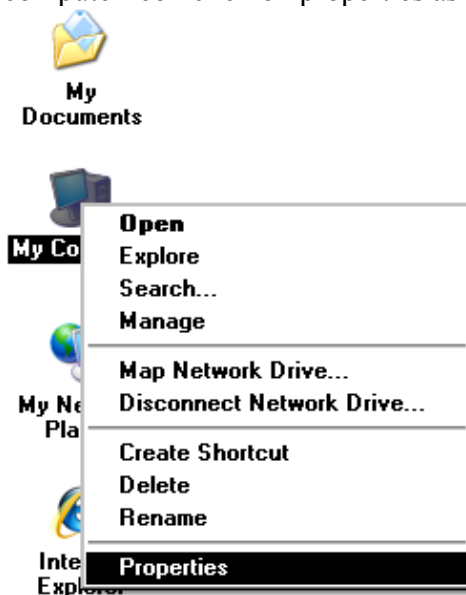 My
Documents
My Co
Open
Explore
Search...
Manage
Map Network Drive...
Disconnect Network Drive...
My Ne
Pla
Create Shortcut
Delete
Rename
Properties
Inte
Explorer